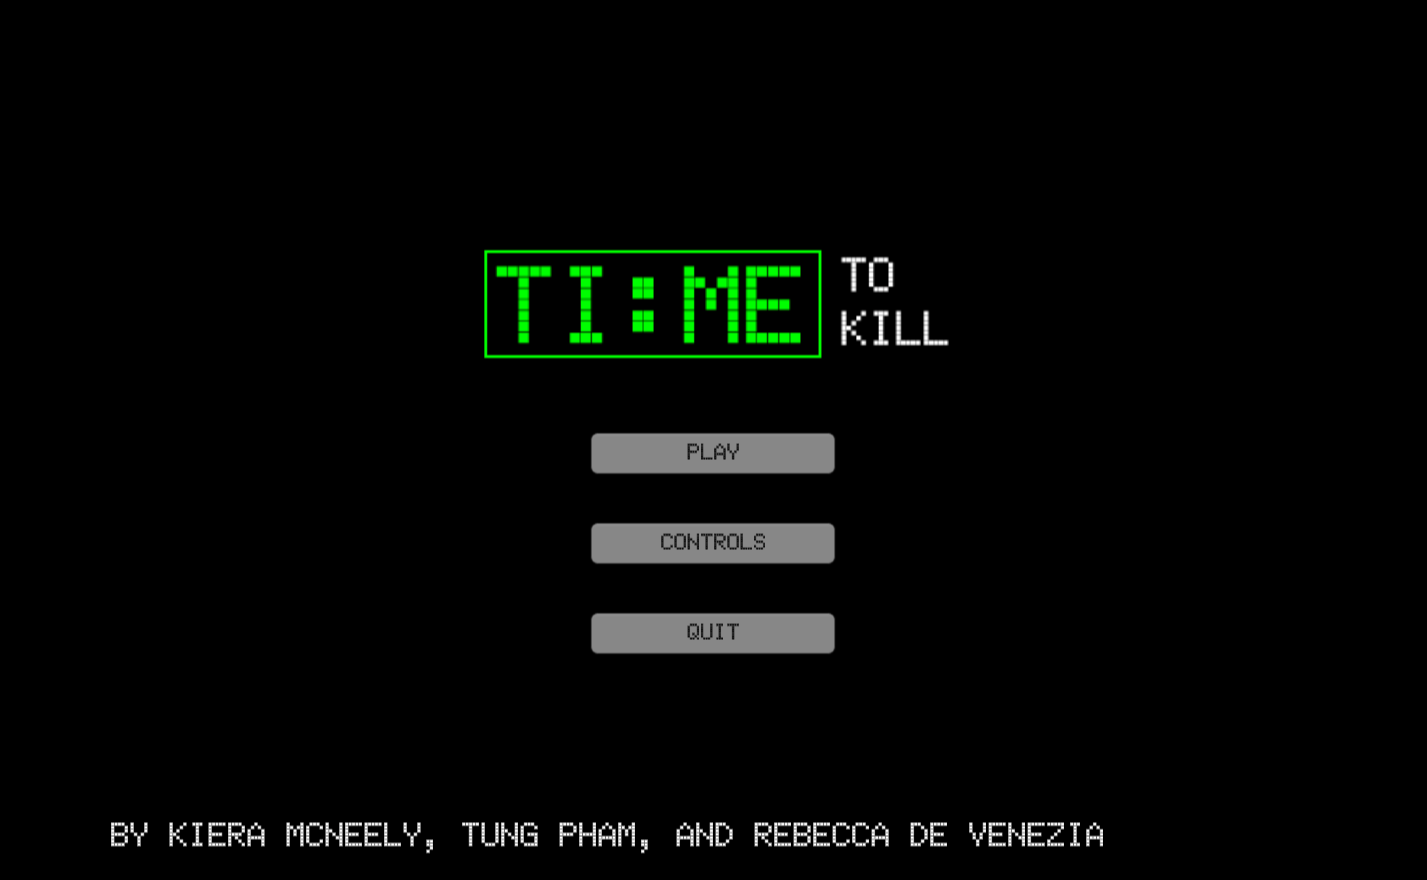 TI:ME
TO
KILL
PLAY
CONTROLS
QUIT
BY KIERA MCNEELY, TUNG PHAM, AND REBECCA DE VENEZIA